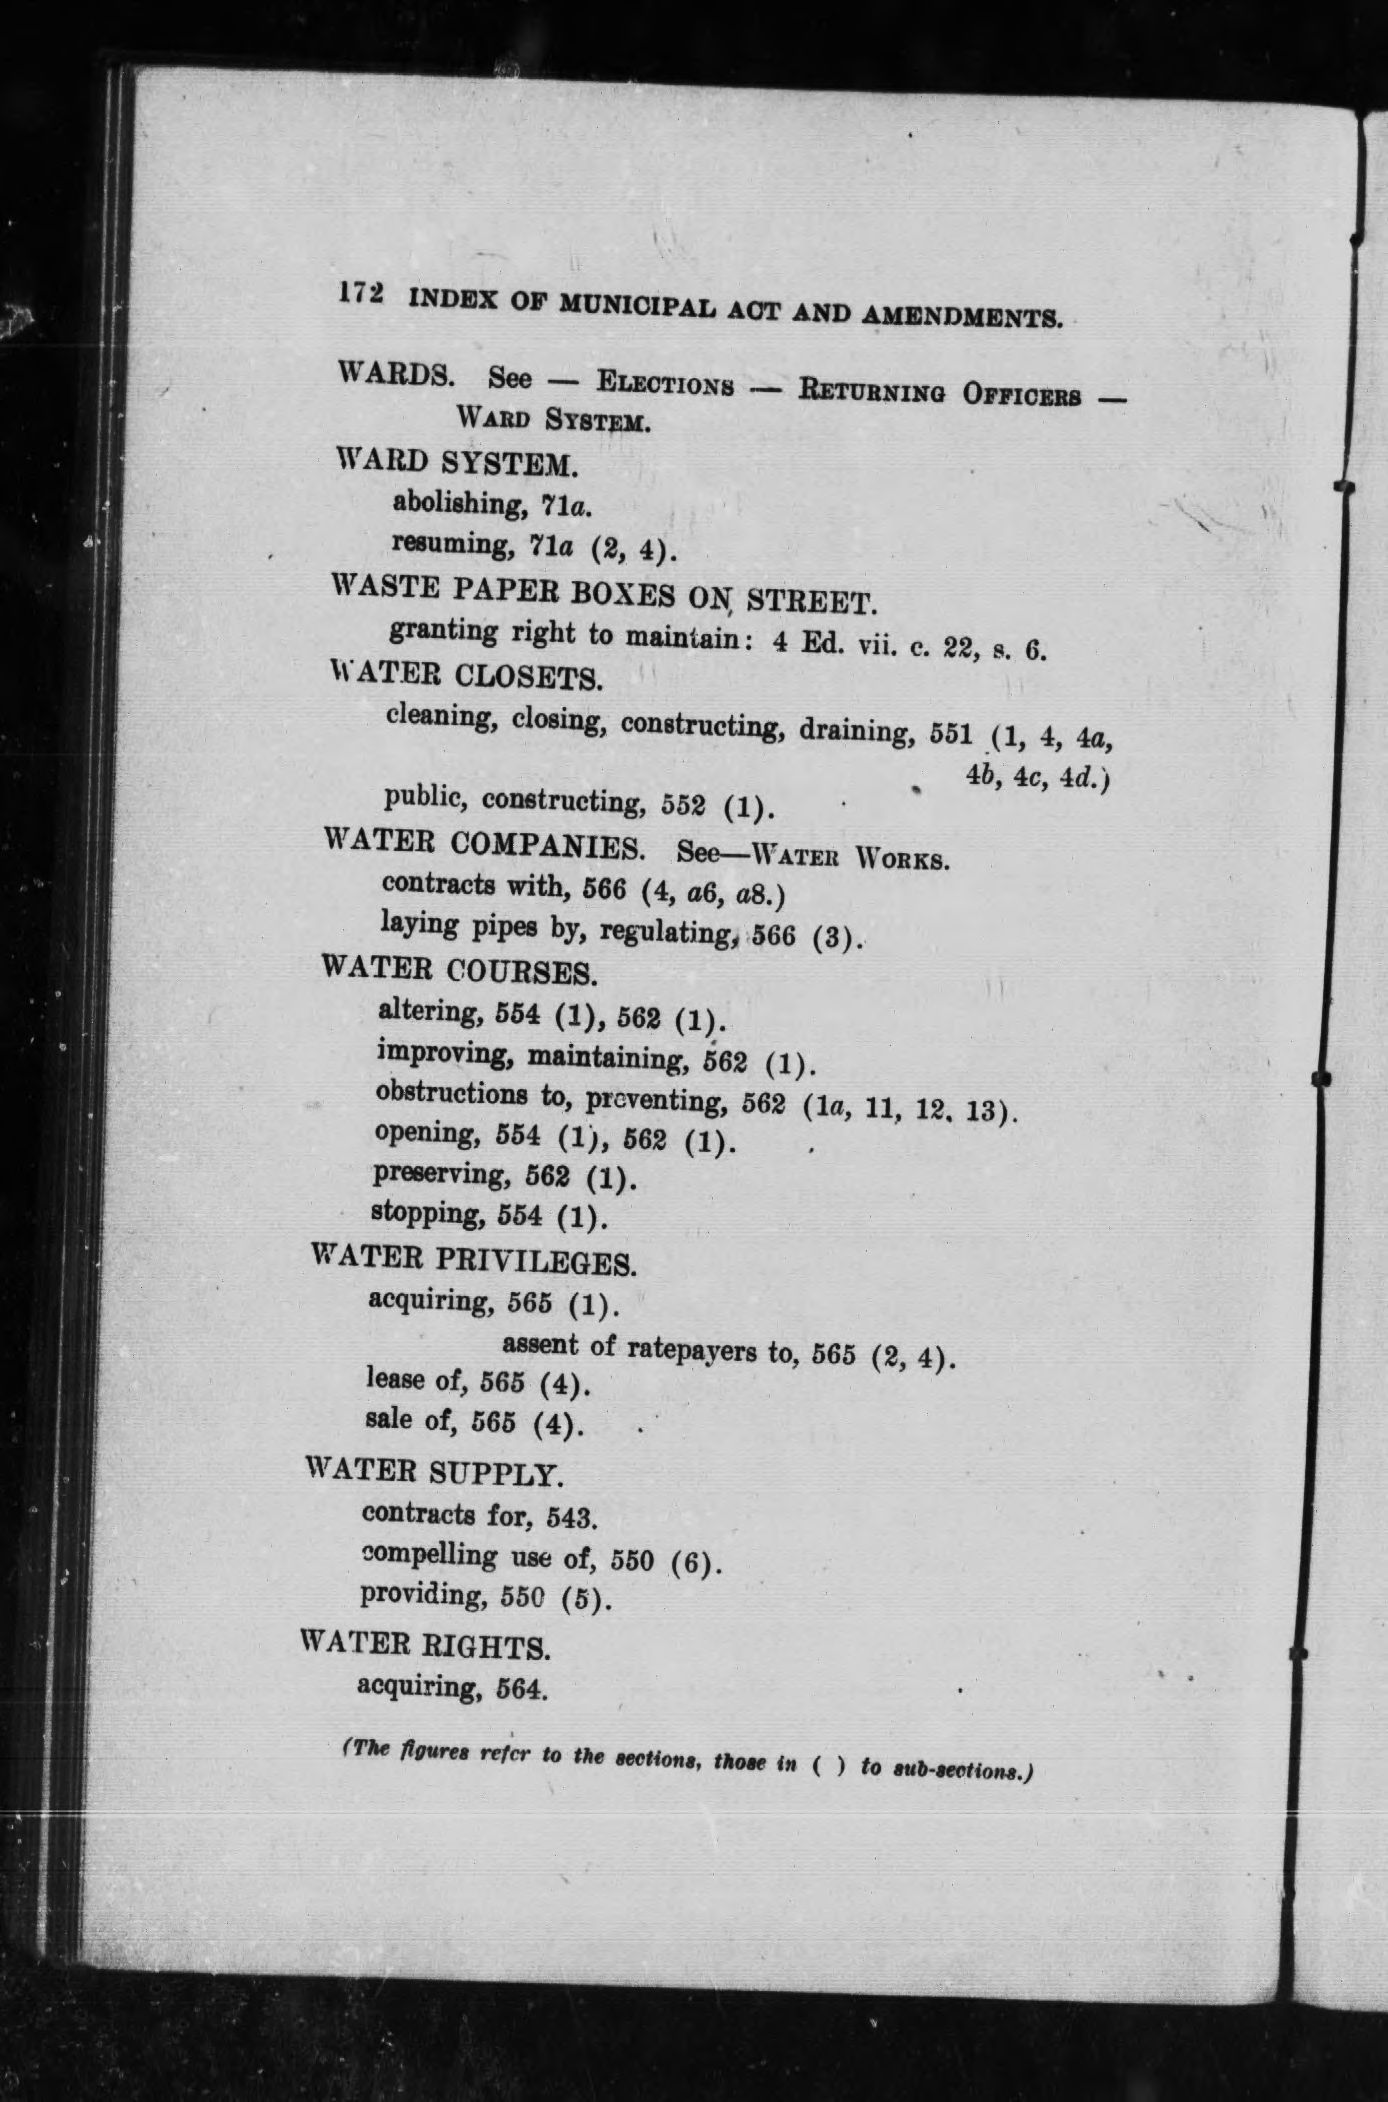 172 INDEX OF MUNICIPAL ACT AND AMENDMENTS.
WARDS. See — ELECTIONS — RETURNING OFFICERS —
WARD SYSTEM.
WARD SYSTEM.
abolishing, 71a.
resuming, 71a (2, 4).
WASTE PAPER BOXES ON STREET.
granting right to maintain: 4 Ed. vii. c. 22, s. 6.
WATER CLOSETS.
cleaning, closing, constructing, draining, 551 (1, 4, 4a,
4b, 4c, 4d.)
public, constructing, 552 (1).
WATER COMPANIES. See—WATER WORKS.
contracts with, 566 (4, a6, a8.)
laying pipes by, regulating, 566 (3).
WATER COURSES.
altering, 554 (1), 562 (1).
improving, maintaining, 562 (1).
obstructions to, preventing, 562 (1a, 11, 12. 13).
opening, 554 (1), 562 (1).
preserving, 562 (1).
stopping, 554 (1).
WATER PRIVILEGES.
acquiring, 565 (1).
assent of ratepayers to, 565 (2, 4).
lease of, 565 (4).
sale of, 565 (4).
WATER SUPPLY.
contracts for, 543.
compelling use of, 550 (6).
providing, 550 (5).
WATER RIGHTS.
acquiring, 564.
(The figures refer to the sections, those in ( ) to sub-sections.)